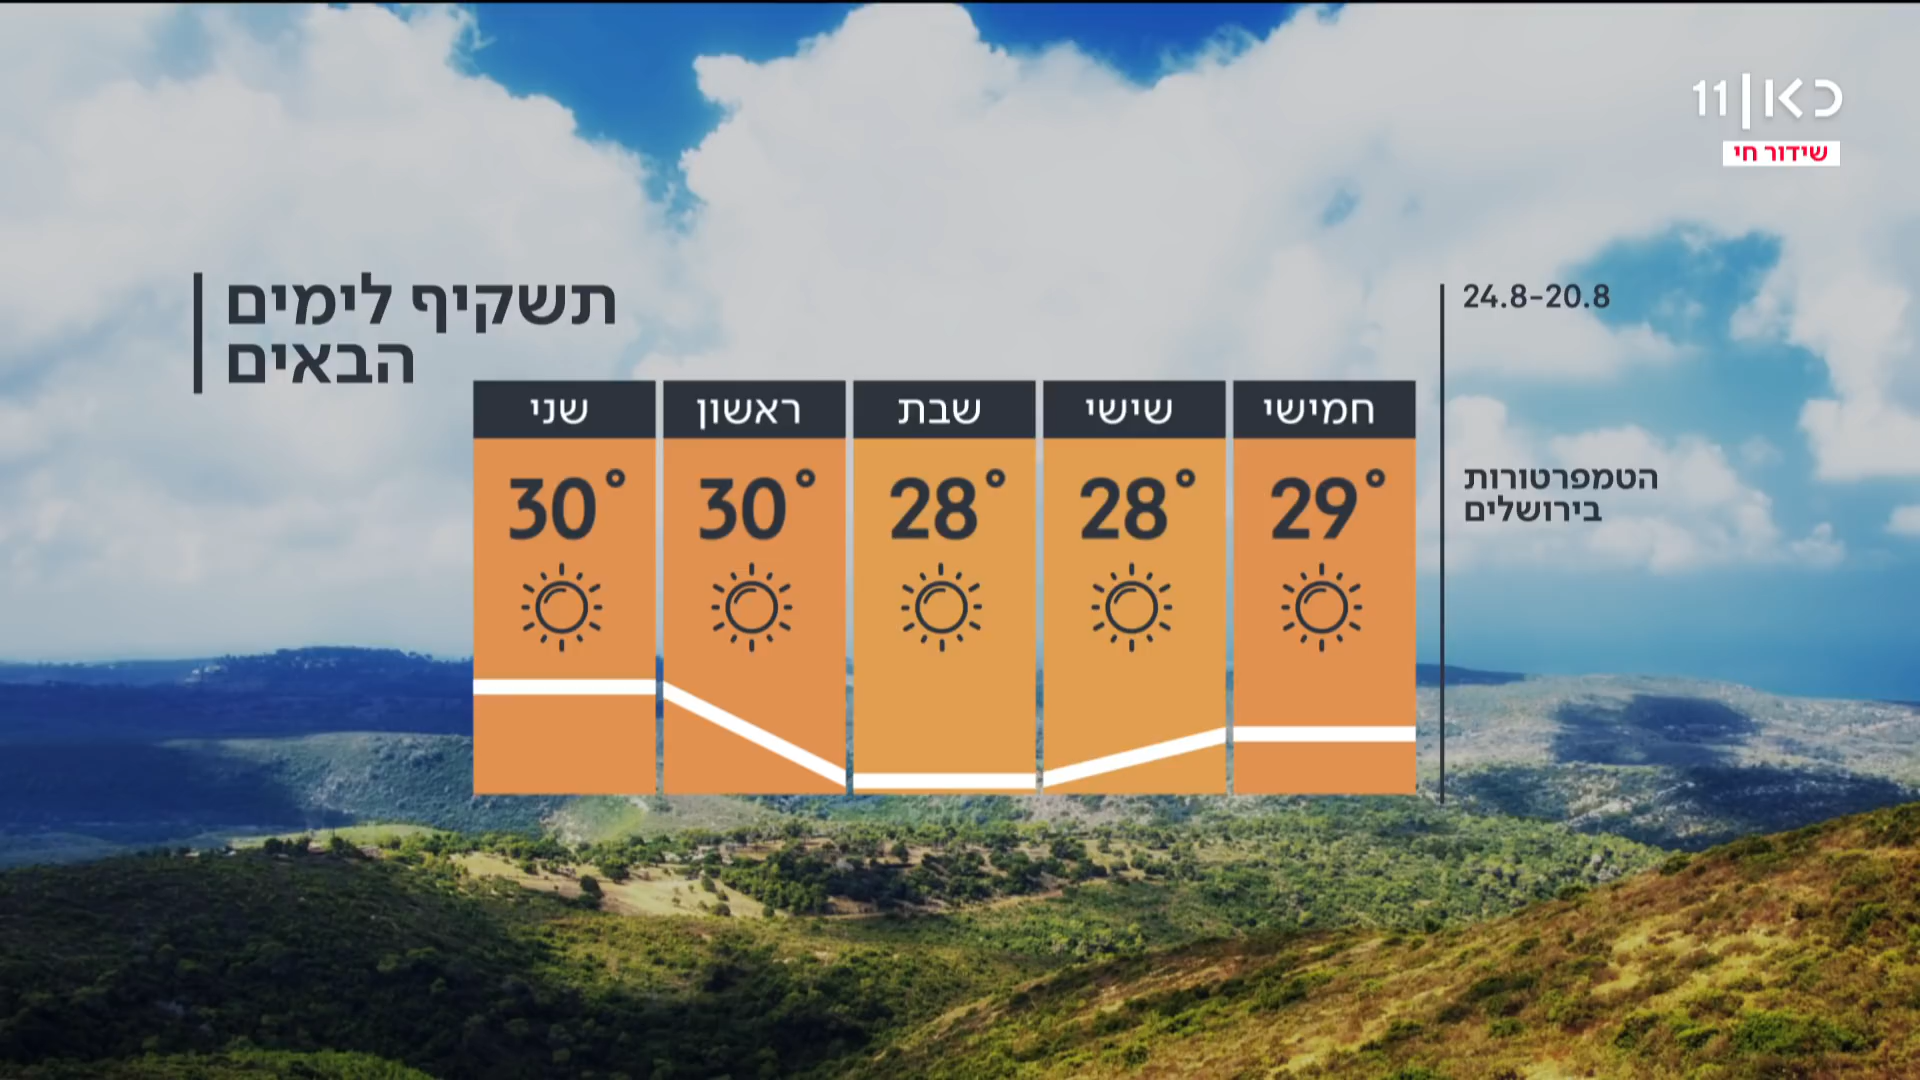 כאן 11
שידור חי
תשקיף לימים
הבאים
24.8-20.8
הטמפרטורות
בירושלים
חמישי
29°
שישי
28°
שבת
28°
ראשון
30°
שני
30°